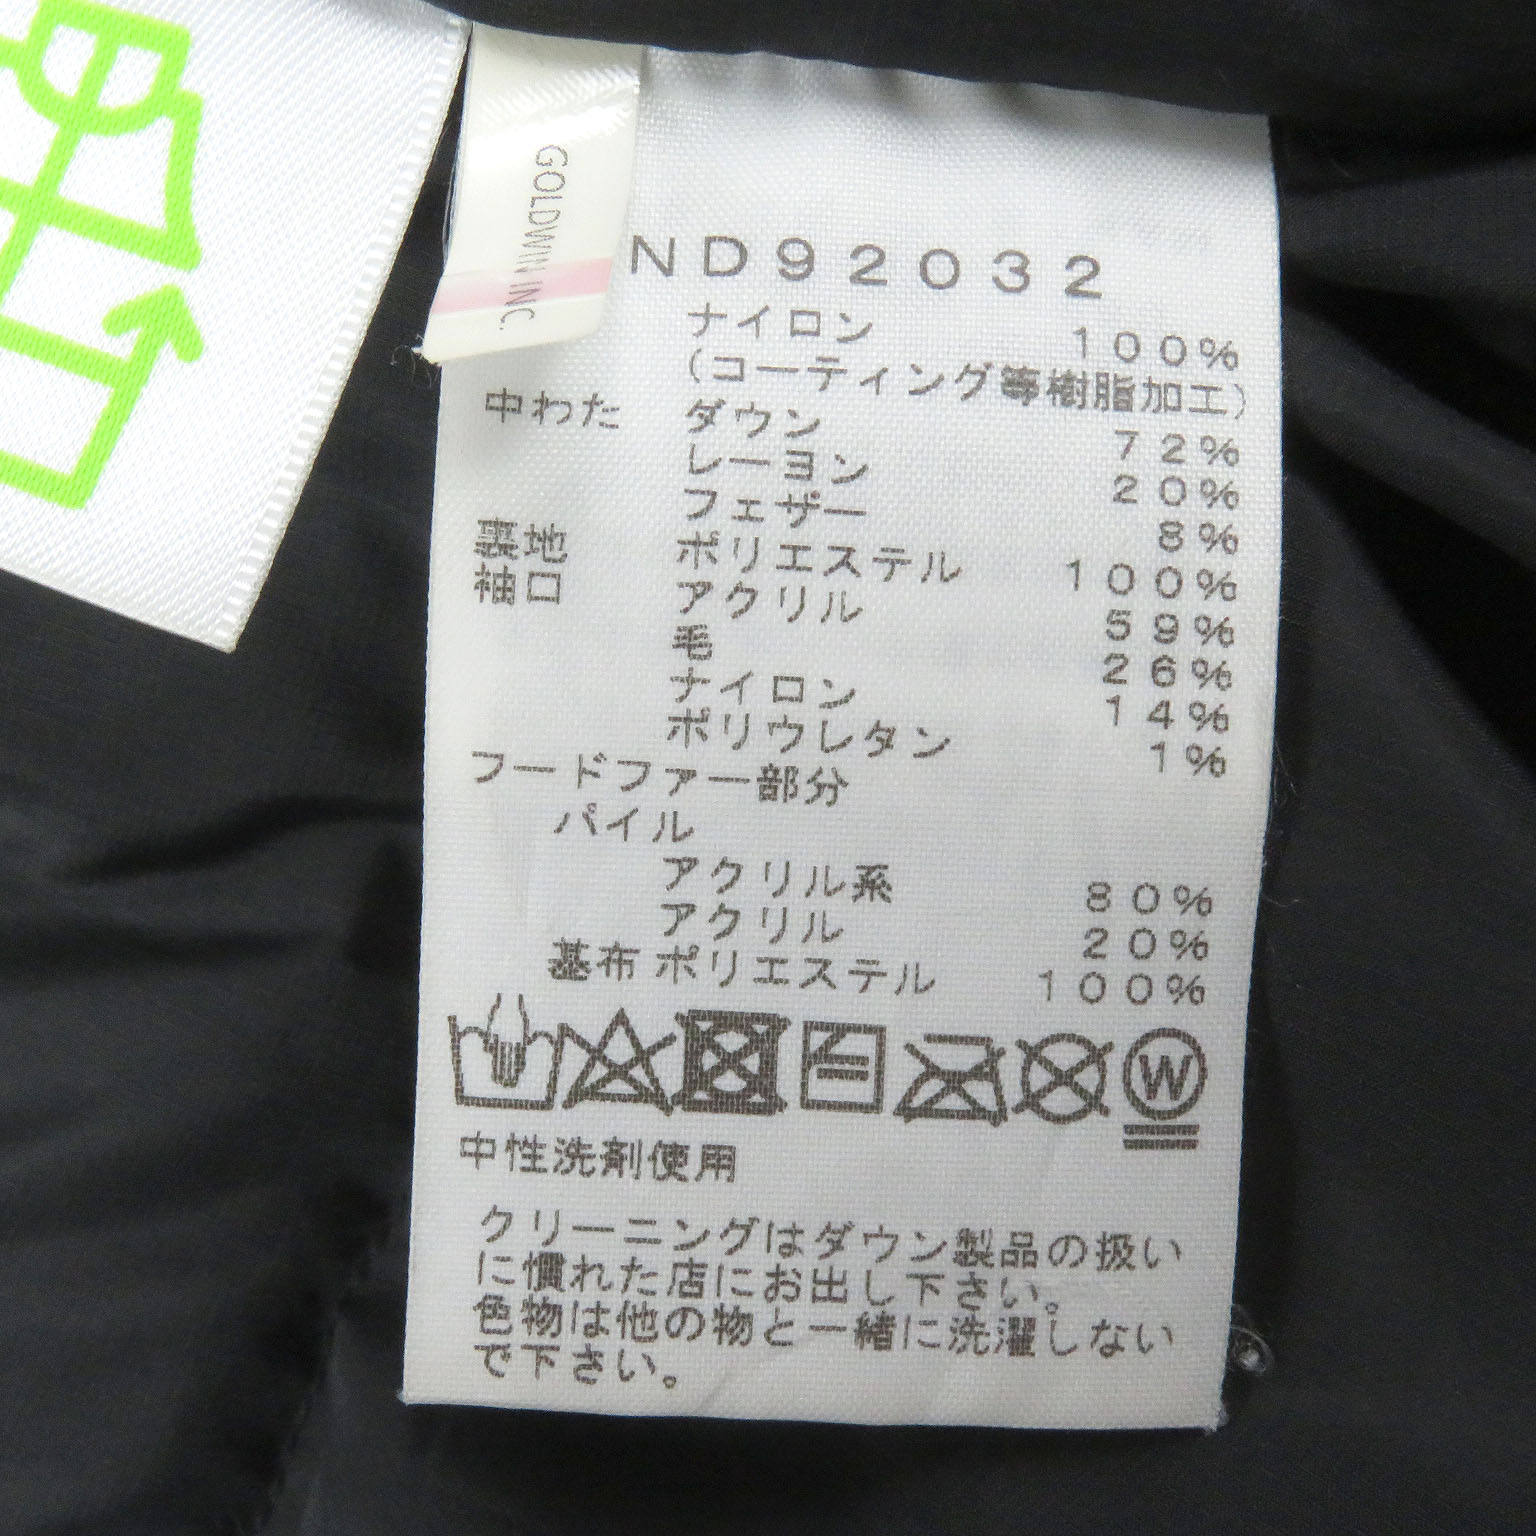 GOLDWIN INC.
ND92032
ナイロン 100%
(コーティング等樹脂加工)
中わた ダウン 72%
レーヨン 20%
フェザー 8%
裏地 ポリエステル 100%
袖口 アクリル 59%
毛 26%
ナイロン 14%
ポリウレタン 1%
フードファー部分
パイル
アクリル系 80%
アクリル 20%
基布 ポリエステル 100%
W
中性洗剤使用
クリーニングはダウン製品の扱い
に慣れた店にお出し下さい。
色物は他の物と一緒に洗濯しない
で下さい。